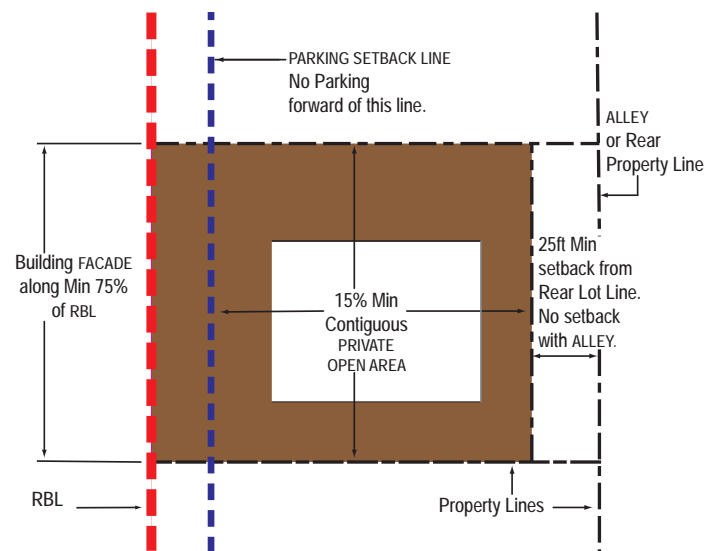 PARKING SETBACK LINE
No Parking
forward of this line.
ALLEY
or Rear
Property Line
Building FACADE
along Min 75%
of RBL
15% Min
Contiguous
PRIVATE
OPEN AREA
25ft Min
setback from
Rear Lot Line.
No setback
with ALLEY.
RBL
Property Lines